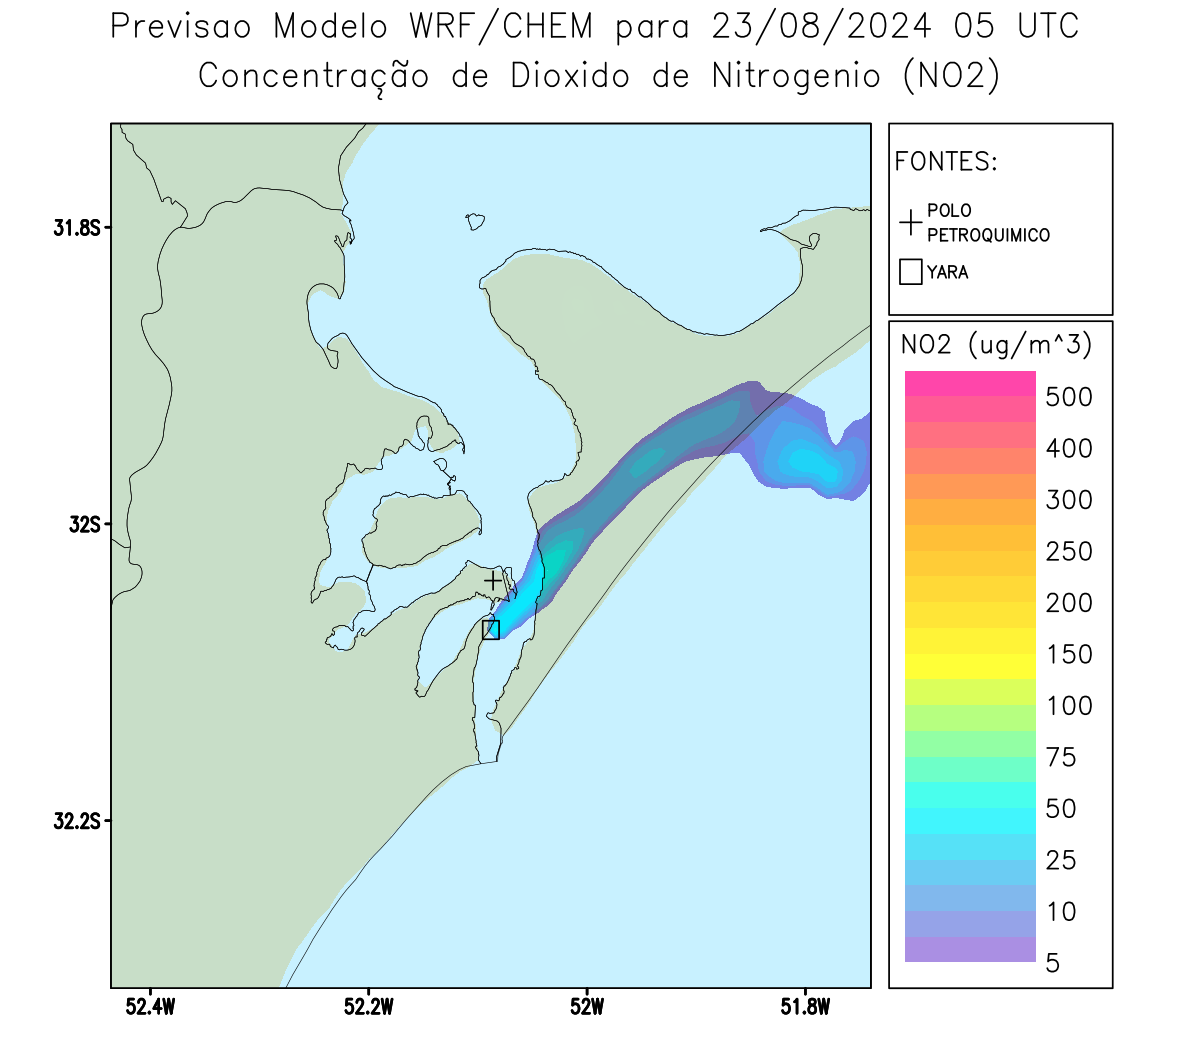 Previsao Modelo WRF/CHEM para 23/08/2024 05 UTC
Concentração de Dioxido de Nitrogenio (NO2)
FONTES:
POLO
PETROQUIMICO
YARA
NO2 (ug/m^3)
500
400
300
250
200
150
100
75
50
25
10
5
31.8S
32S
32.2S
52.4W
52.2W
52W
51.8W